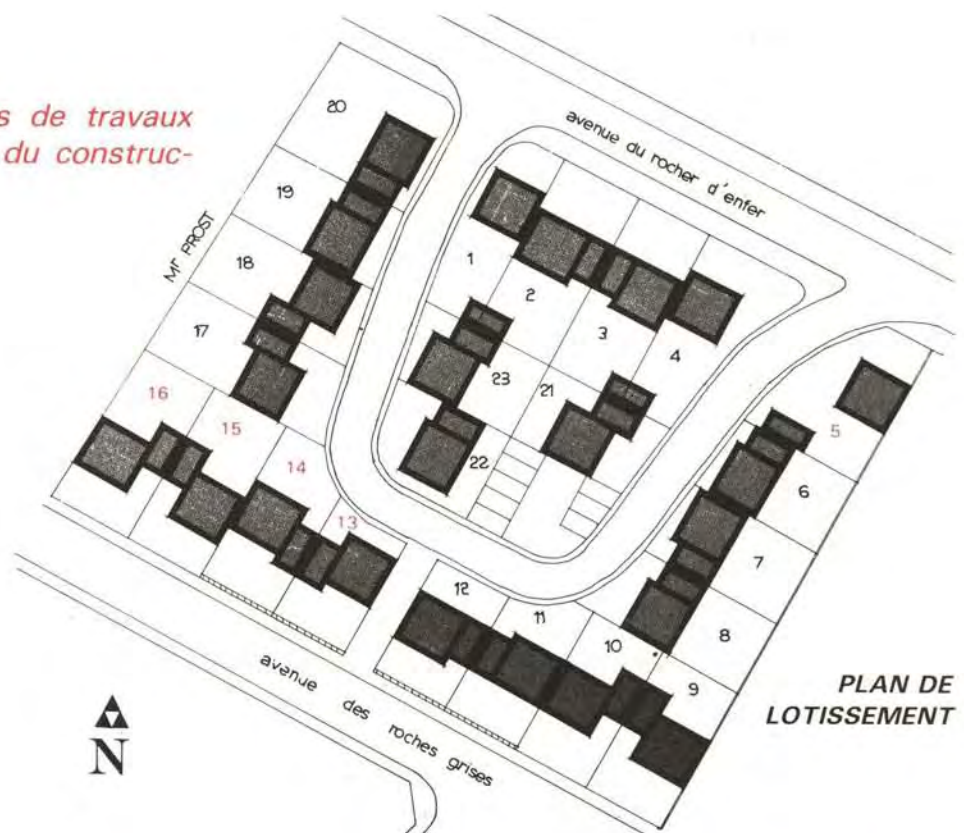 s de travaux
du construc-
avenue du rocher d'enfer
Mr PROST
20
19
18
17
16
15
14
13
1
2
3
4
23
21
22
5
6
7
8
9
10
11
12
avenue des roches grises
N
PLAN DE
LOTISSEMENT